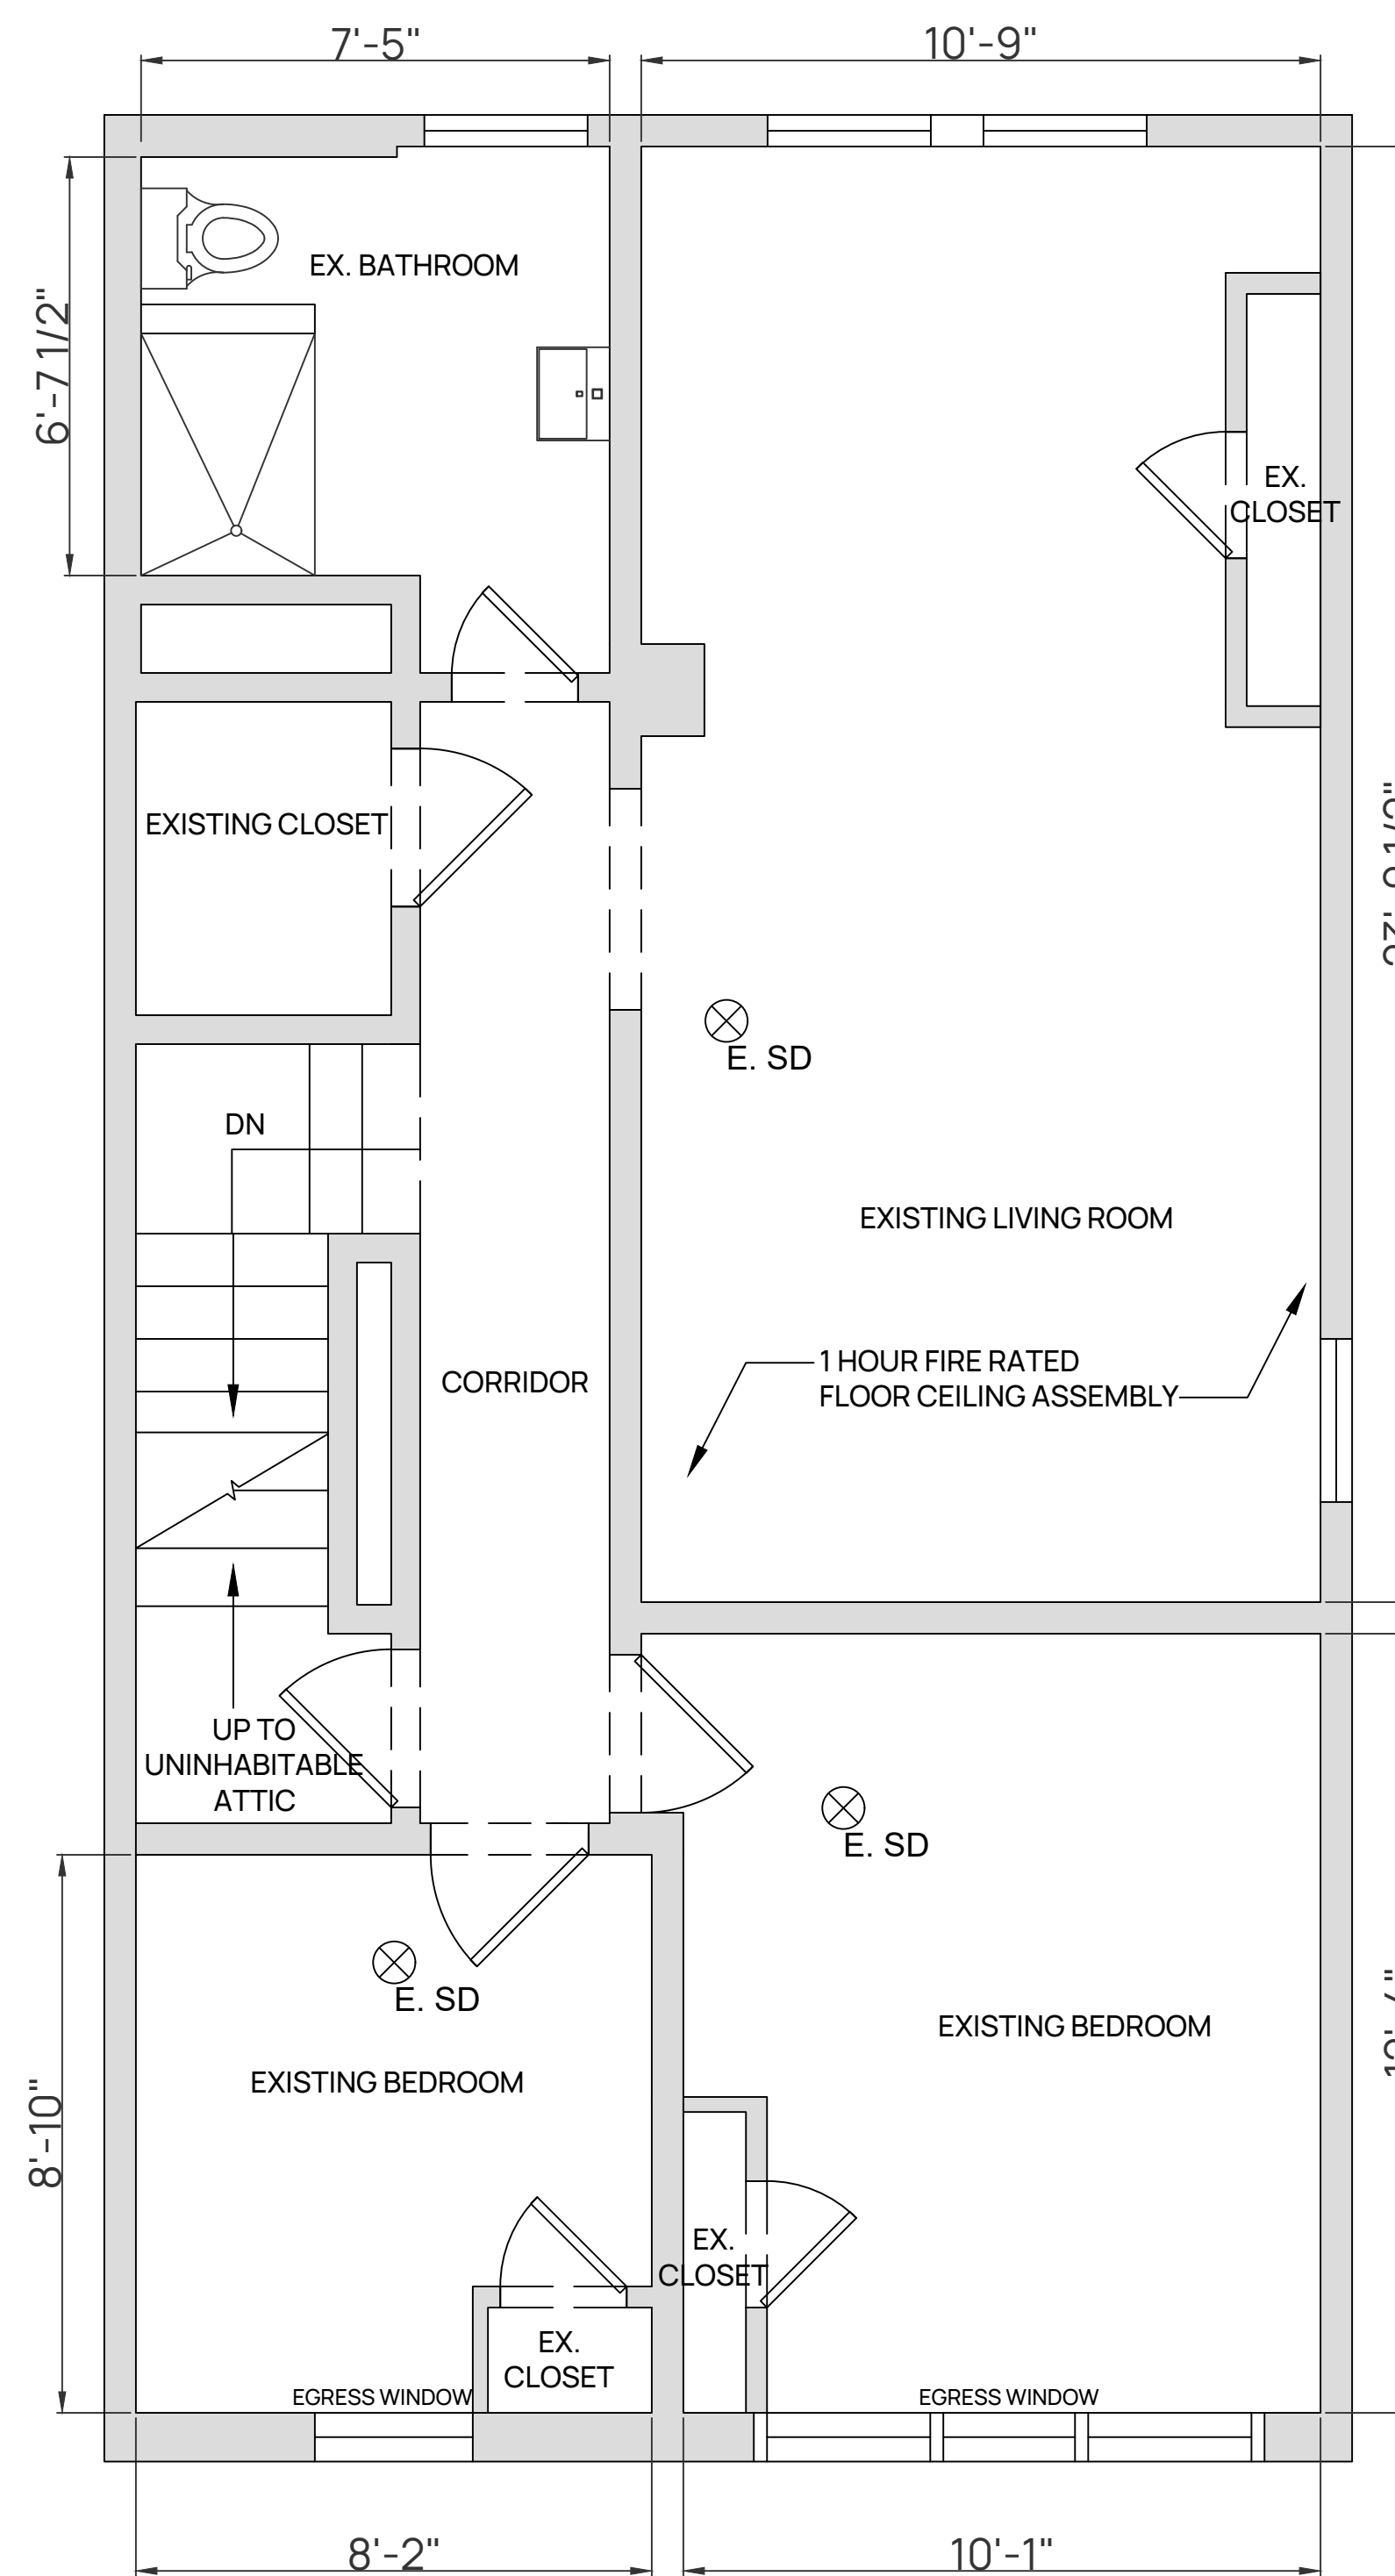 7'-5"
10'-9"
6'-7 1/2"
EX. BATHROOM
EX.
CLOSET
EXISTING CLOSET
E. SD
DN
EXISTING LIVING ROOM
1 HOUR FIRE RATED
FLOOR CEILING ASSEMBLY
CORRIDOR
UP TO
UNINHABITABLE
ATTIC
E. SD
E. SD
EXISTING BEDROOM
EXISTING BEDROOM
8'-10"
EX.
CLOSET
EX.
CLOSET
EGRESS WINDOW
EGRESS WINDOW
8'-2"
10'-1"